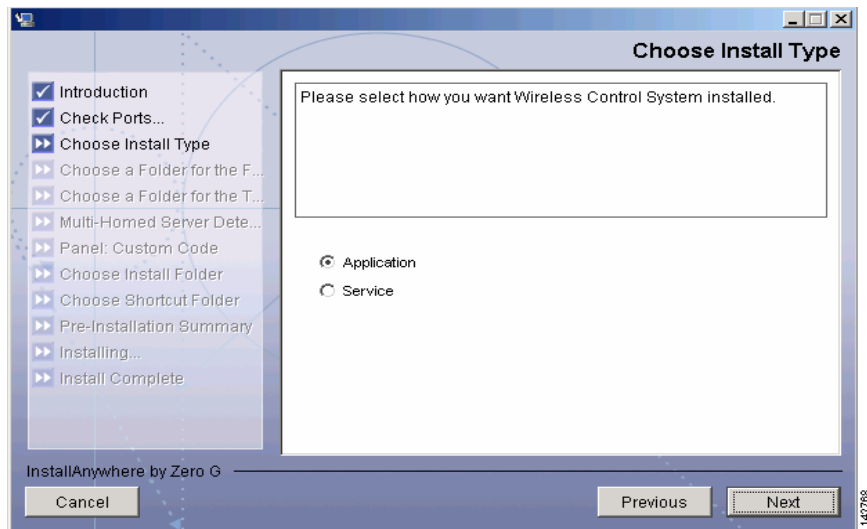 Choose Install Type
Introduction
Check Ports...
Choose Install Type
Choose a Folder for the F...
Choose a Folder for the T...
Multi-Homed Server Dete...
Panel: Custom Code
Choose Install Folder
Choose Shortcut Folder
Pre-Installation Summary
Installing...
Install Complete
Please select how you want Wireless Control System installed.
Application
Service
InstallAnywhere by Zero G
Cancel
Previous
Next